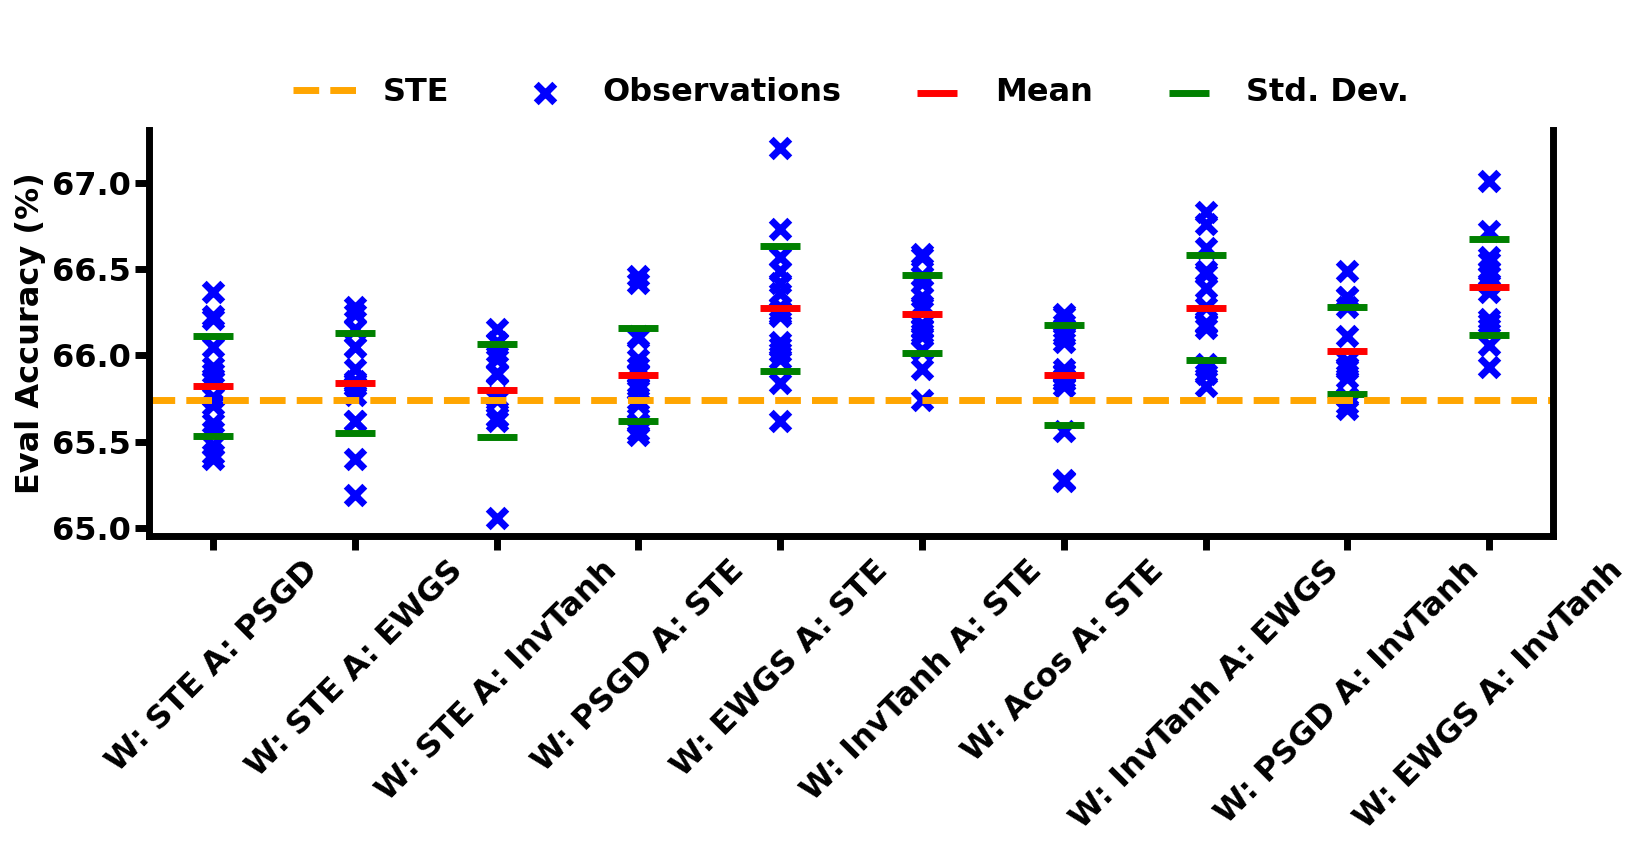 STE Observations Mean Std. Dev.
Eval Accuracy (%)
67.0
66.5
66.0
65.5
65.0
W: STE A: PSGD
W: STE A: EWGS
W: STE A: InvTanh
W: PSGD A: STE
W: EWGS A: STE
W: InvTanh A: STE
W: Acos A: STE
W: InvTanh A: EWGS
W: PSGD A: InvTanh
W: EWGS A: InvTanh